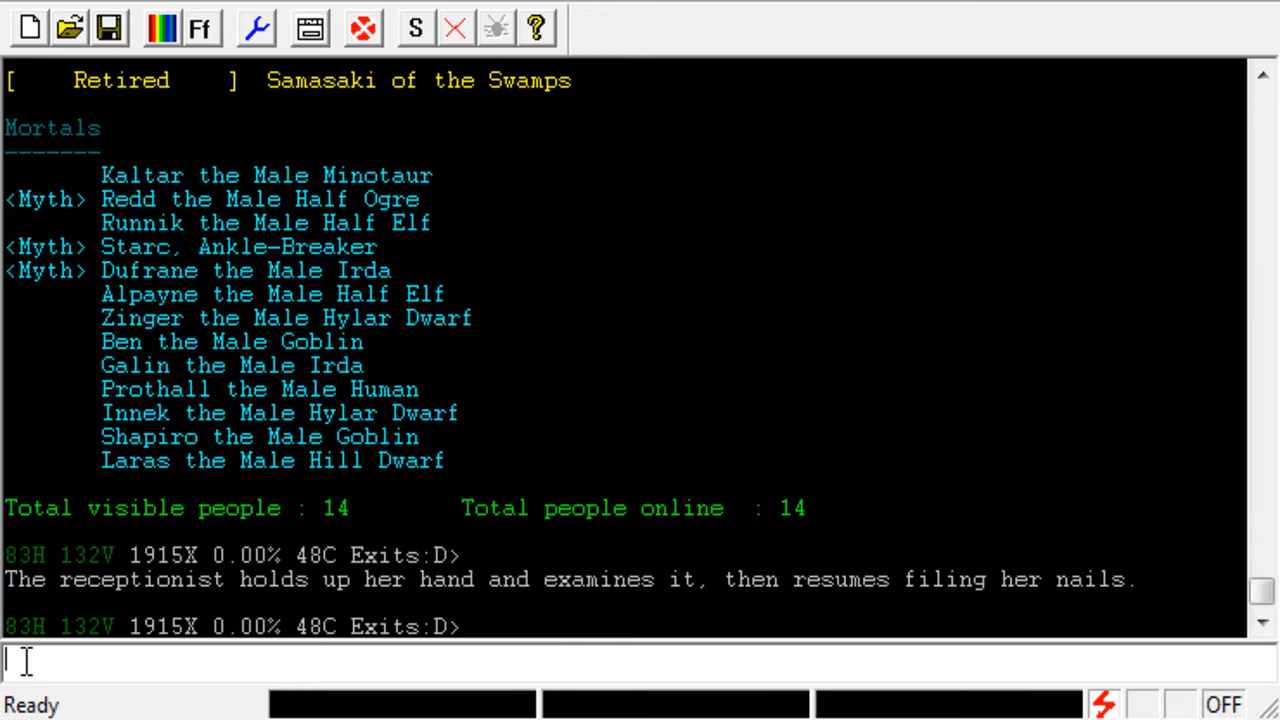 Ff S ?
[    Retired    ]  Samasaki of the Swamps
Mortals
-------
Kaltar the Male Minotaur
<Myth> Redd the Male Half Ogre
Runnik the Male Half Elf
<Myth> Starc, Ankle-Breaker
<Myth> Dufrane the Male Irda
Alpayne the Male Half Elf
Zinger the Male Hylar Dwarf
Ben the Male Goblin
Galin the Male Irda
Prothall the Male Human
Innek the Male Hylar Dwarf
Shapiro the Male Goblin
Laras the Male Hill Dwarf
Total visible people : 14        Total people online  : 14
83H 132V 1915X 0.00% 48C Exits:D>
The receptionist holds up her hand and examines it, then resumes filing her nails.
83H 132V 1915X 0.00% 48C Exits:D>
Ready OFF